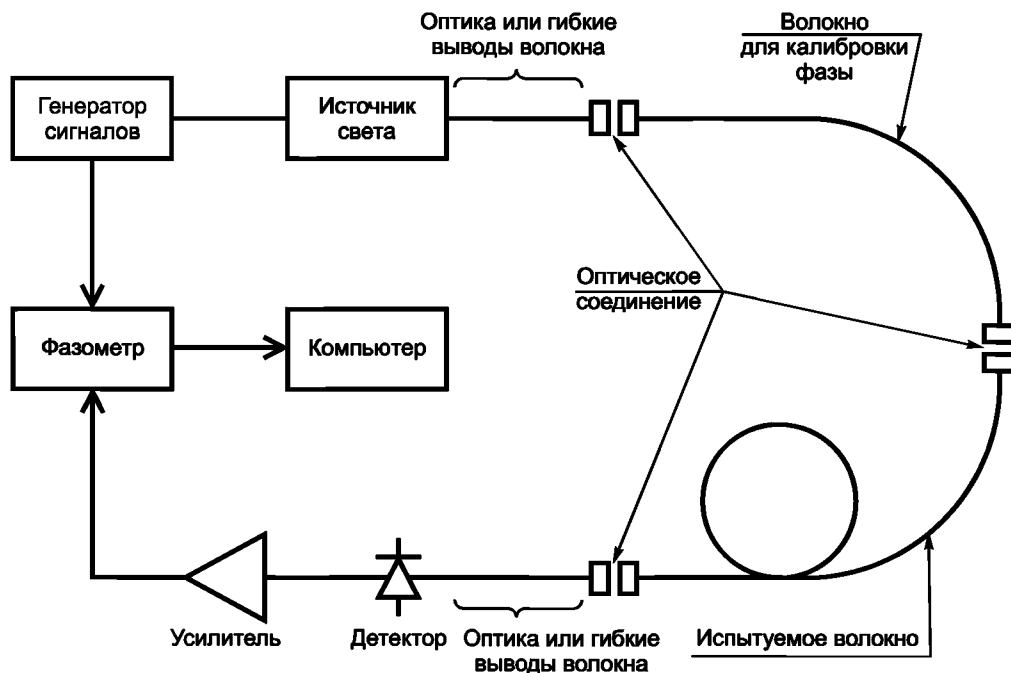 Оптика или гибкие
выводы волокна
Волокно
для калибровки
фазы
Генератор
сигналов
Источник
света
Оптическое
соединение
Фазометр
Компьютер
Усилитель
Детектор
Оптика или гибкие
выводы волокна
Испытуемое волокно